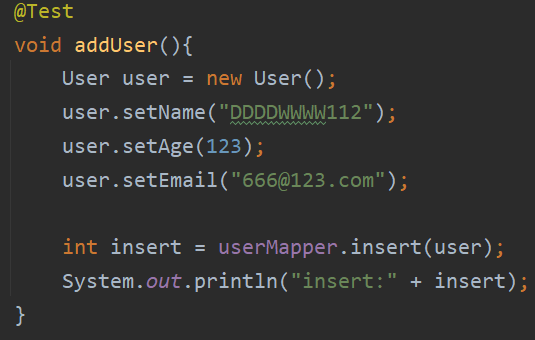 @Test
void addUser(){
    User user = new User();
    user.setName("DDDDWWWW112");
    user.setAge(123);
    user.setEmail("666@123.com");

    int insert = userMapper.insert(user);
    System.out.println("insert:" + insert);
}